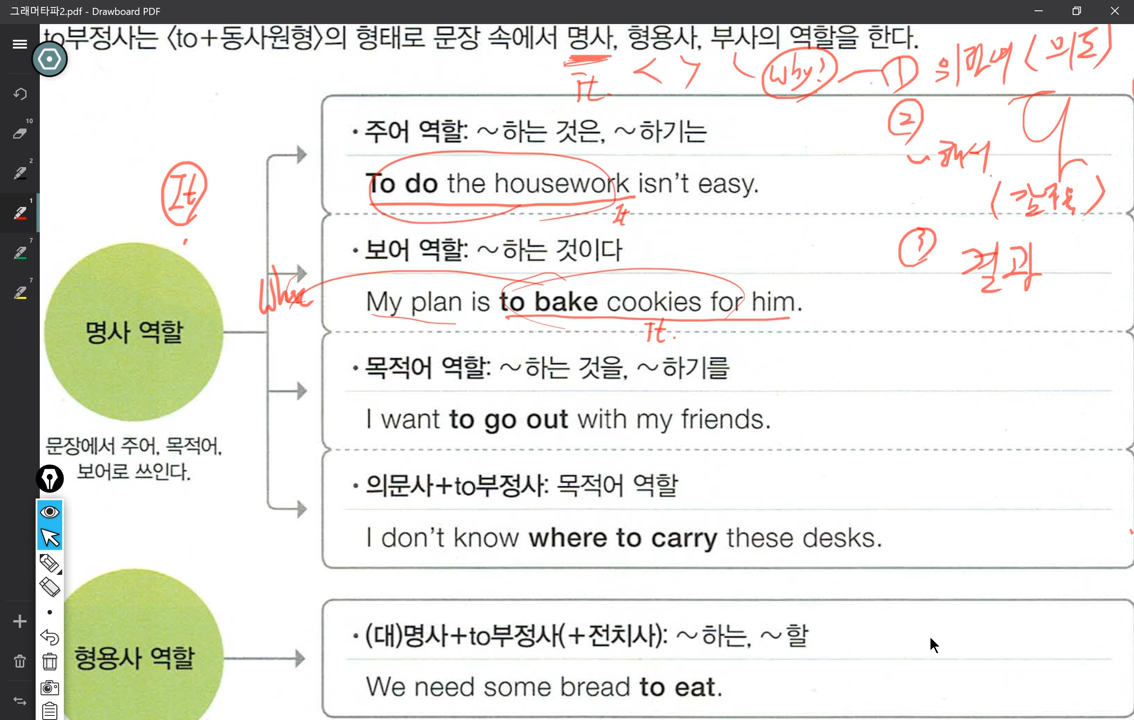 그래머타파2.pdf - Drawboard PDF
to부정사는 〈to+동사원형〉의 형태로 문장 속에서 명사, 형용사, 부사의 역할을 한다.
It. < > Why? ①
②
~해서
• 주어 역할: ~하는 것은, ~하기는
To do the housework isn't easy.
It
It
③ 결과
• 보어 역할: ~하는 것이다
My plan is to bake cookies for him.
It.
명사 역할
• 목적어 역할: ~하는 것을, ~하기를
I want to go out with my friends.
문장에서 주어, 목적어,
보어로 쓰인다.
• 의문사+to부정사: 목적어 역할
I don't know where to carry these desks.
형용사 역할
• (대)명사+to부정사(+전치사): ~하는, ~할
We need some bread to eat.
10
2
1
7
7